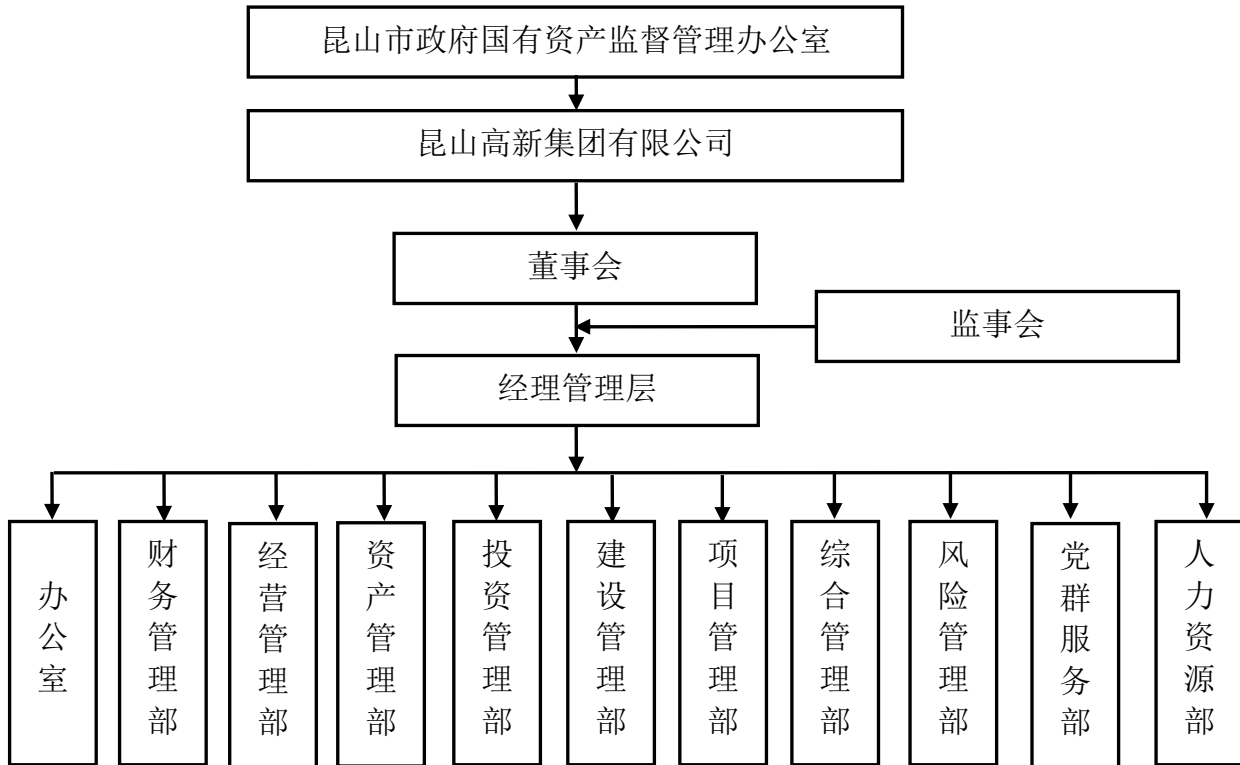 昆山市政府国有资产监督管理办公室
昆山高新集团有限公司
董事会
监事会
经理管理层
办公室
财务管理部
经营管理部
资产管理部
投资管理部
建设管理部
项目管理部
综合管理部
风险管理部
党群服务部
人力资源部